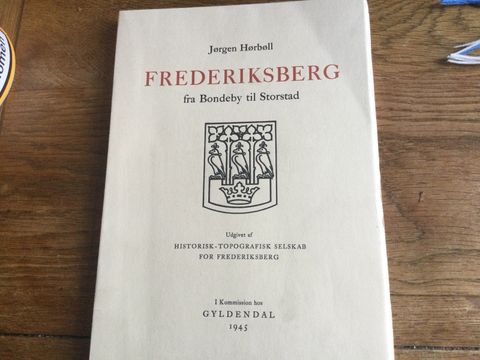 Jørgen Hørbøll
FREDERIKSBERG
fra Bondeby til Storstad
Udgivet af
HISTORISK-TOPOGRAFISK SELSKAB
FOR FREDERIKSBERG
I Kommission hos
GYLDENDAL
1945